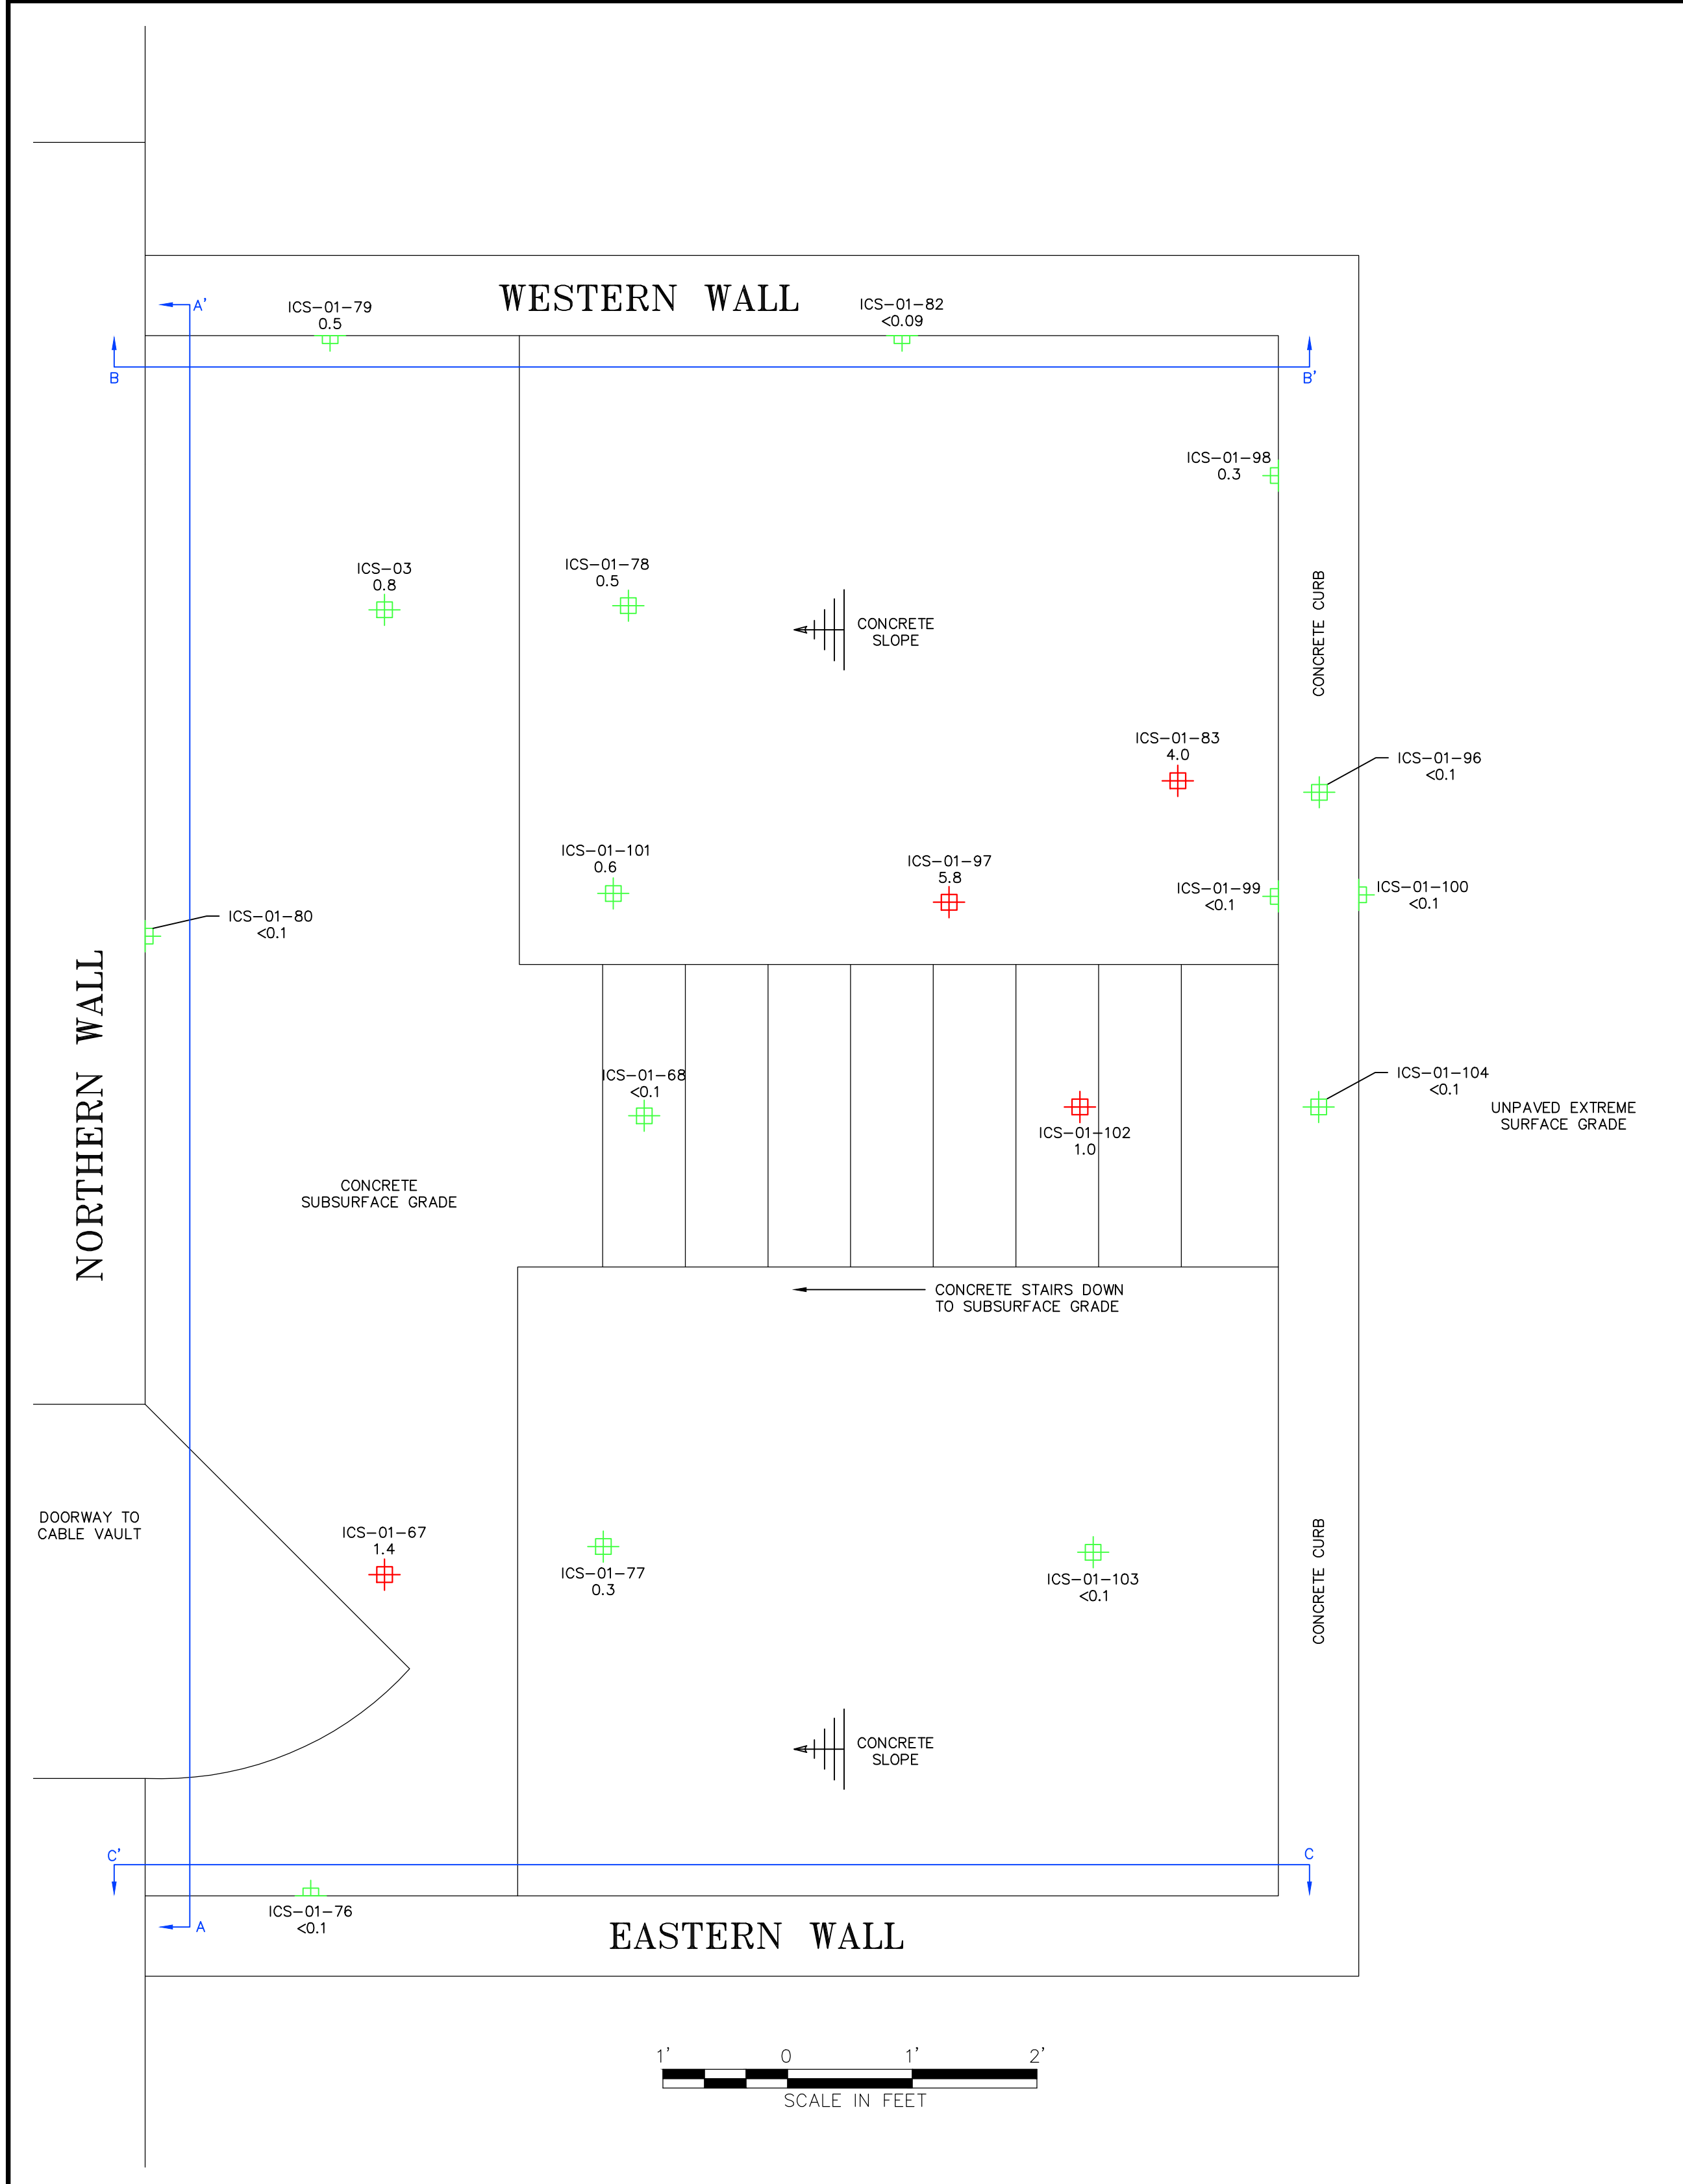 WESTERN WALL
A'
ICS-01-79
0.5
ICS-01-82
<0.09
B
B'
ICS-01-98
0.3
ICS-03
0.8
ICS-01-78
0.5
CONCRETE
SLOPE
CONCRETE CURB
ICS-01-83
4.0
ICS-01-96
<0.1
ICS-01-101
0.6
ICS-01-97
5.8
ICS-01-99
<0.1
ICS-01-100
<0.1
ICS-01-80
<0.1
NORTHERN WALL
ICS-01-68
<0.1
ICS-01-102
1.0
ICS-01-104
<0.1
UNPAVED EXTREME
SURFACE GRADE
CONCRETE
SUBSURFACE GRADE
CONCRETE STAIRS DOWN
TO SUBSURFACE GRADE
DOORWAY TO
CABLE VAULT
ICS-01-67
1.4
ICS-01-77
0.3
ICS-01-103
<0.1
CONCRETE CURB
CONCRETE
SLOPE
C'
C
ICS-01-76
<0.1
A
EASTERN WALL
1' 0 1' 2'
SCALE IN FEET